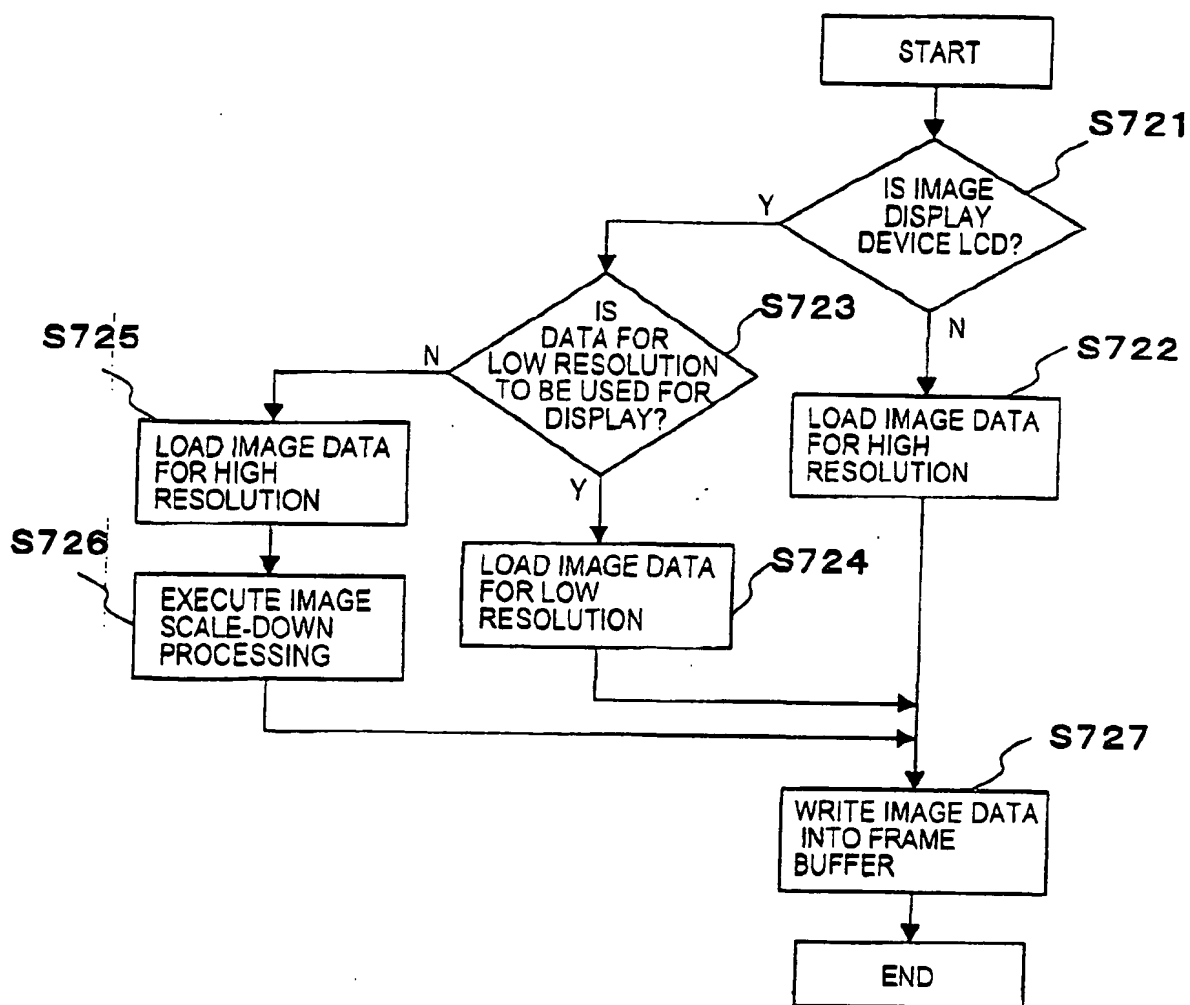 START
S721
IS IMAGE
DISPLAY
DEVICE LCD?
Y
N
S723
IS
DATA FOR
LOW RESOLUTION
TO BE USED FOR
DISPLAY?
N
Y
S725
S722
LOAD IMAGE DATA
FOR HIGH
RESOLUTION
LOAD IMAGE DATA
FOR HIGH
RESOLUTION
S726
EXECUTE IMAGE
SCALE-DOWN
PROCESSING
LOAD IMAGE DATA
FOR LOW
RESOLUTION
S724
S727
WRITE IMAGE DATA
INTO FRAME
BUFFER
END